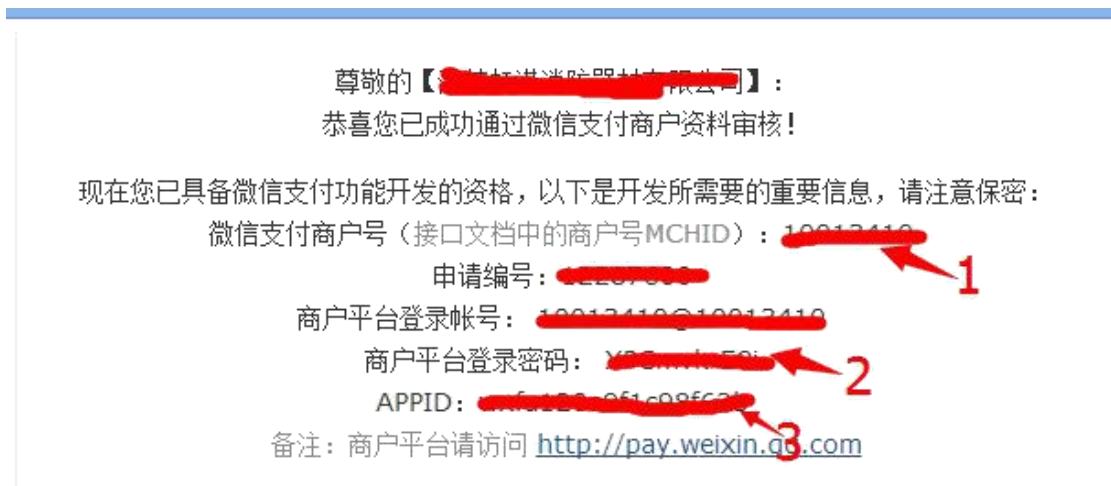 尊敬的【】：
恭喜您已成功通过微信支付商户资料审核！
现在您已具备微信支付功能开发的资格，以下是开发所需要的重要信息，请注意保密：
微信支付商户号（接口文档中的商户号MCHID）：
1
申请编号：
商户平台登录帐号：
商户平台登录密码：
2
APPID：
3
备注：商户平台请访问 http://pay.weixin.qq.com